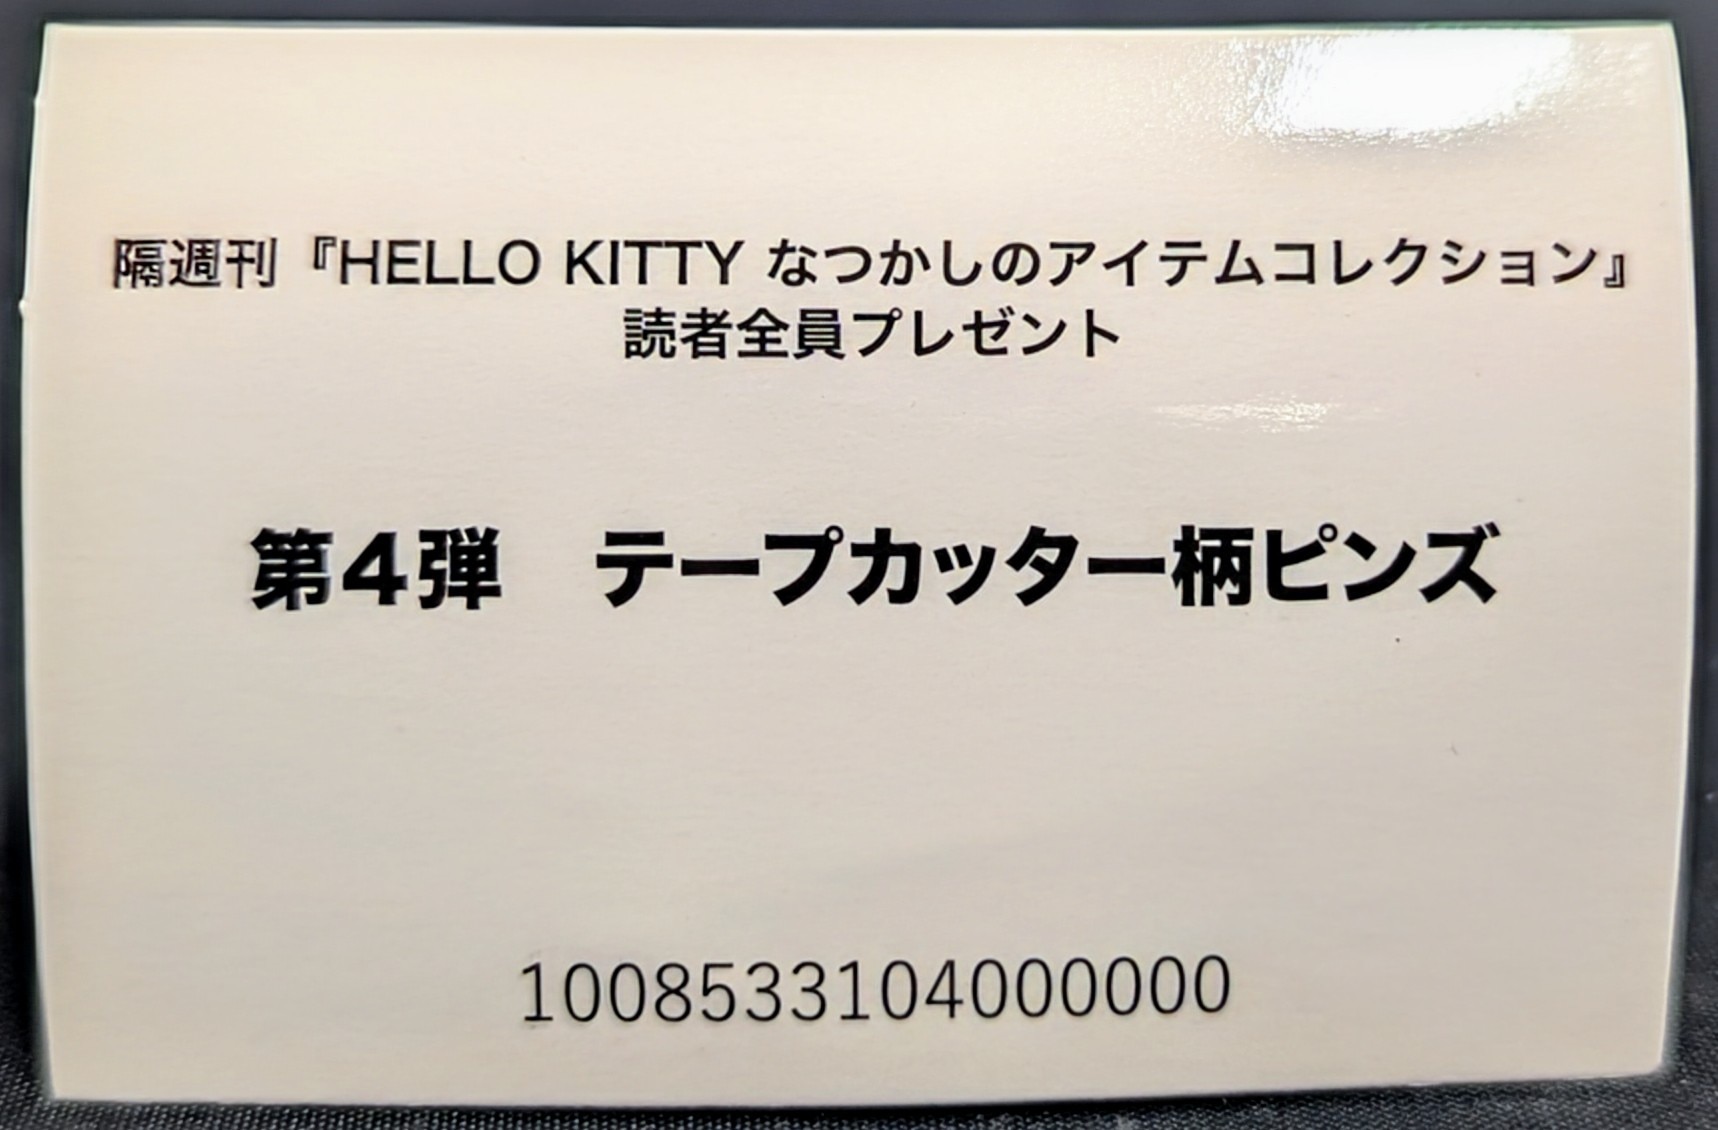 隔週刊『HELLO KITTY なつかしのアイテムコレクション』
読者全員プレゼント
第4弾　テープカッター柄ピンズ
1008533104000000